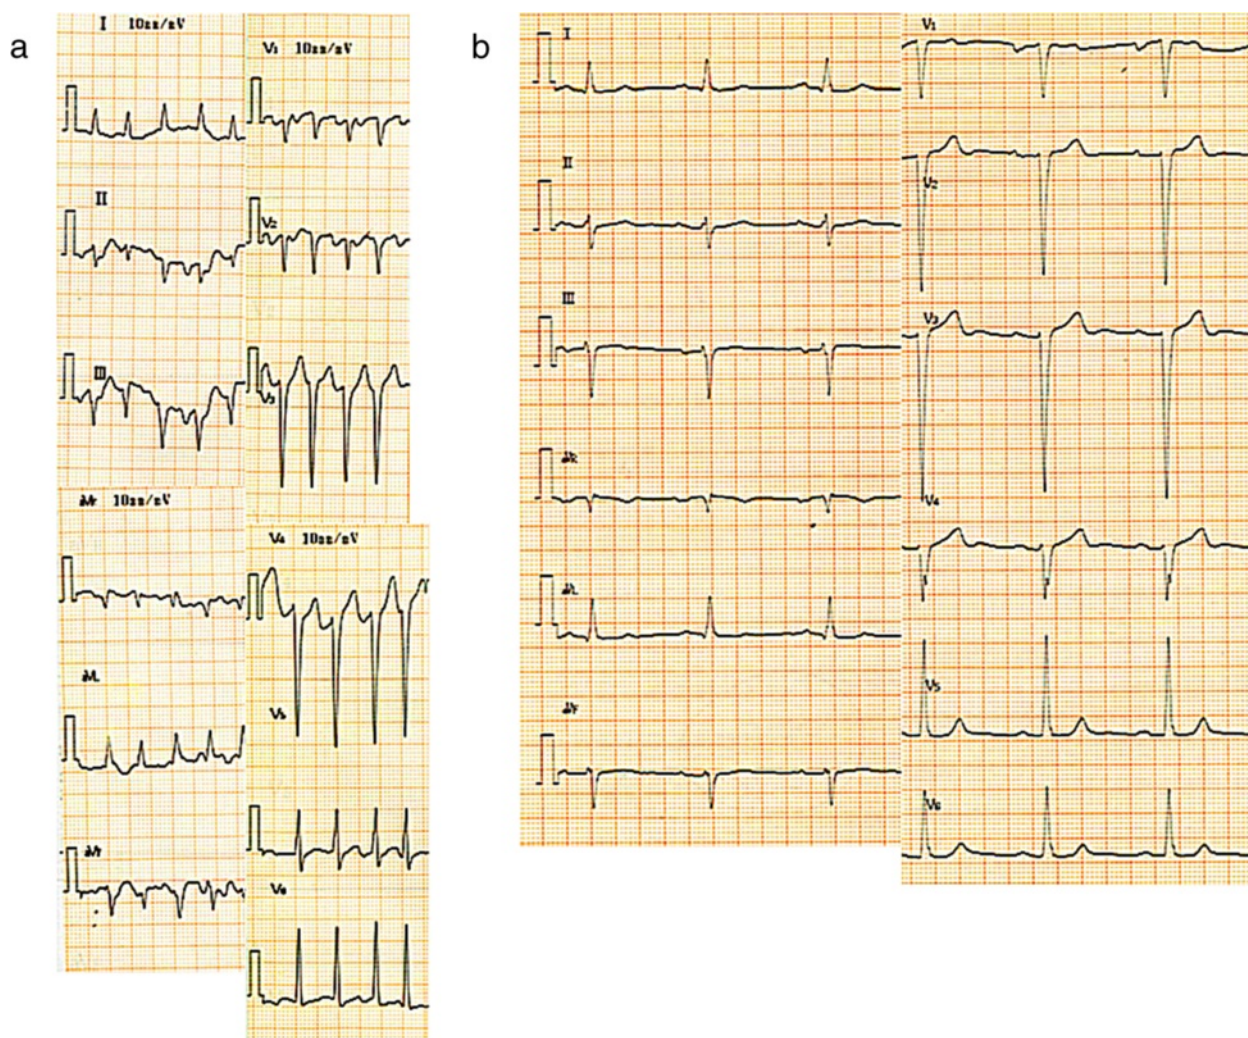 a
I 10mm/mV
II
III
aVr 10mm/mV
aVL
aVf
V1 10mm/mV
V2
V3
V4 10mm/mV
V5
V6
b
I
II
III
aVR
aVL
aVf
V1
V2
V3
V4
V5
V6